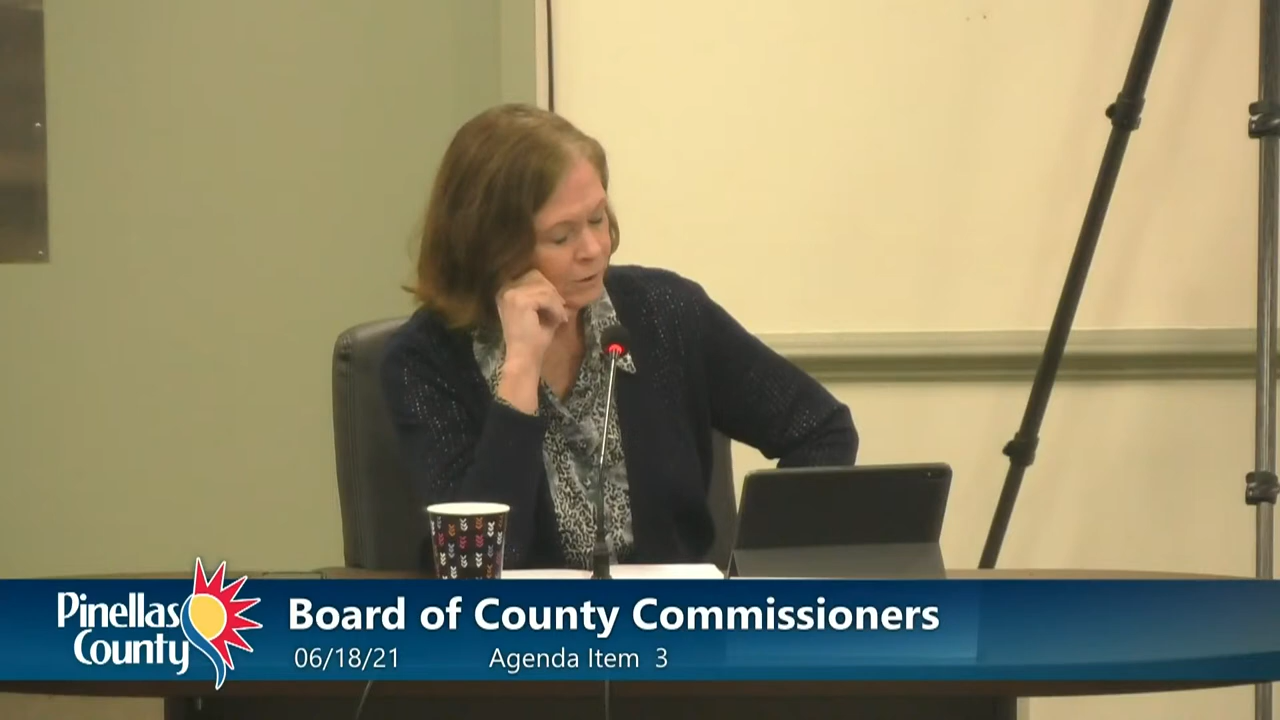 Pinellas
County
Board of County Commissioners
06/18/21 Agenda Item 3